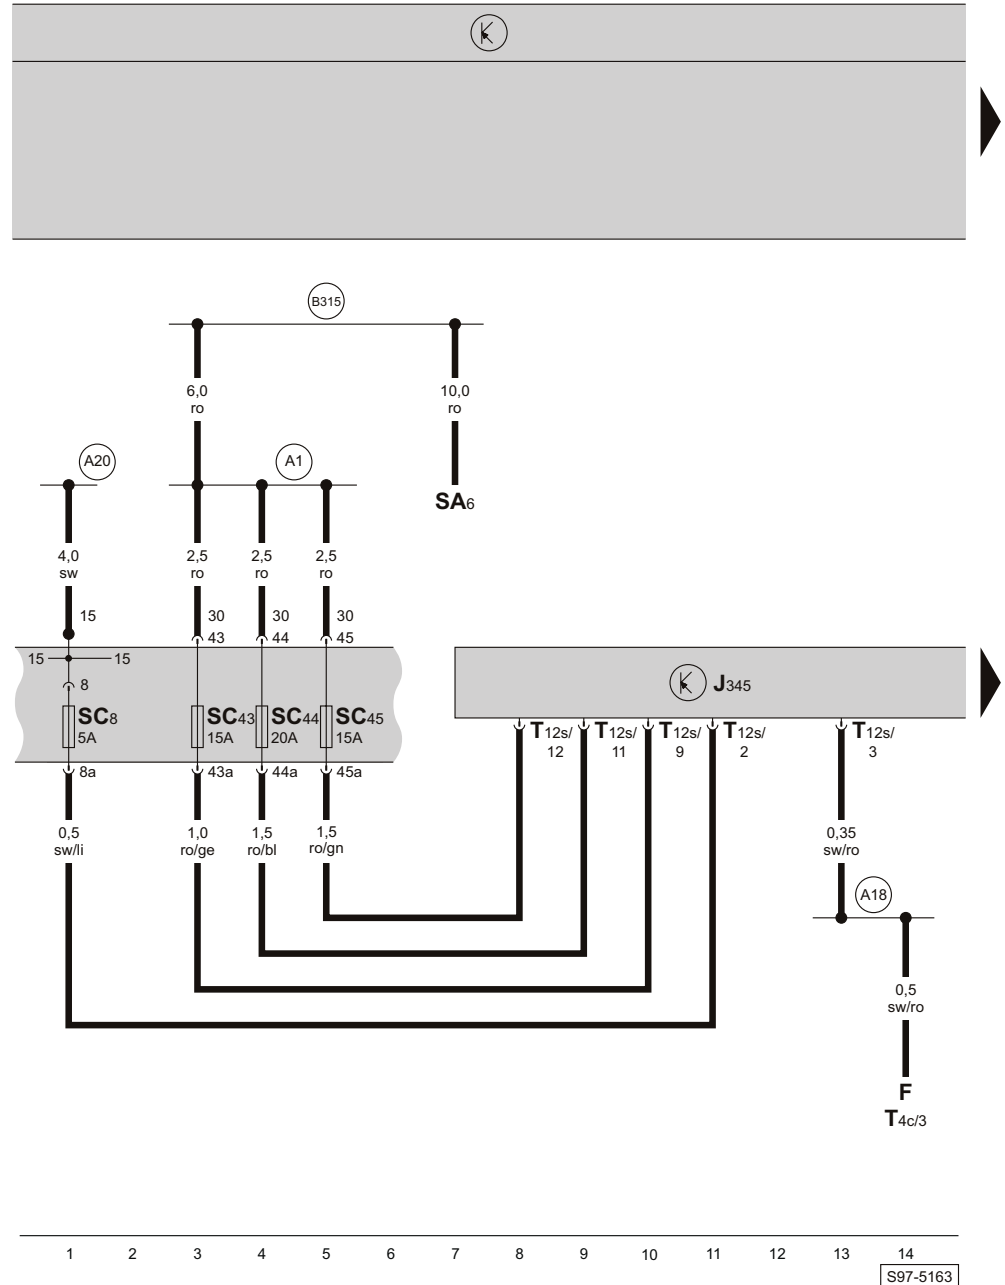 B315
6,0 10,0
ro ro
A20 A1
SA6
4,0 2,5 2,5 2,5
sw ro ro ro
15 30 30 30
43 44 45
15 15
8
J345
SC8 SC43 SC44 SC45
5A 15A 20A 15A
T12s/ T12s/ T12s/ T12s/ T12s/
12 11 9 2 3
8a 43a 44a 45a
0,5 1,0 1,5 1,5 0,35
sw/li ro/ge ro/bl ro/gn sw/ro
A18
0,5
sw/ro
F
T4c/3
1 2 3 4 5 6 7 8 9 10 11 12 13 14
S97-5163